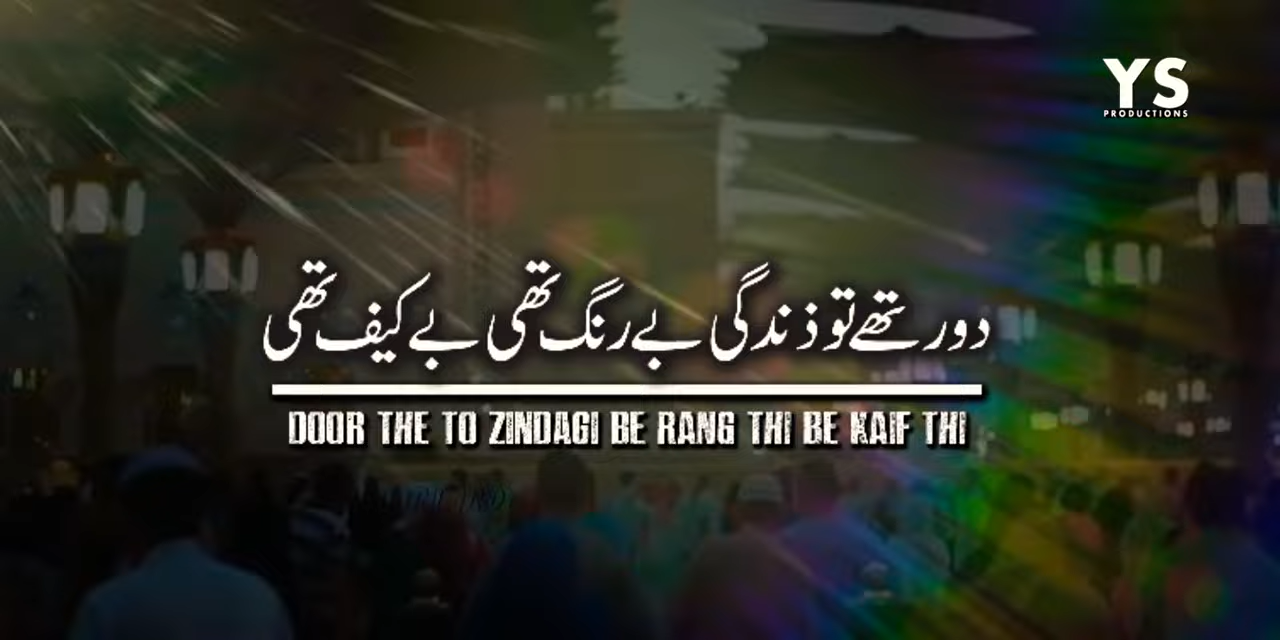 YS
PRODUCTIONS
دور تھے تو ذندگی بے رنگ تھی بے کیف تھی
DOOR THE TO ZINDAGI BE RANG THI BE KAIF THI